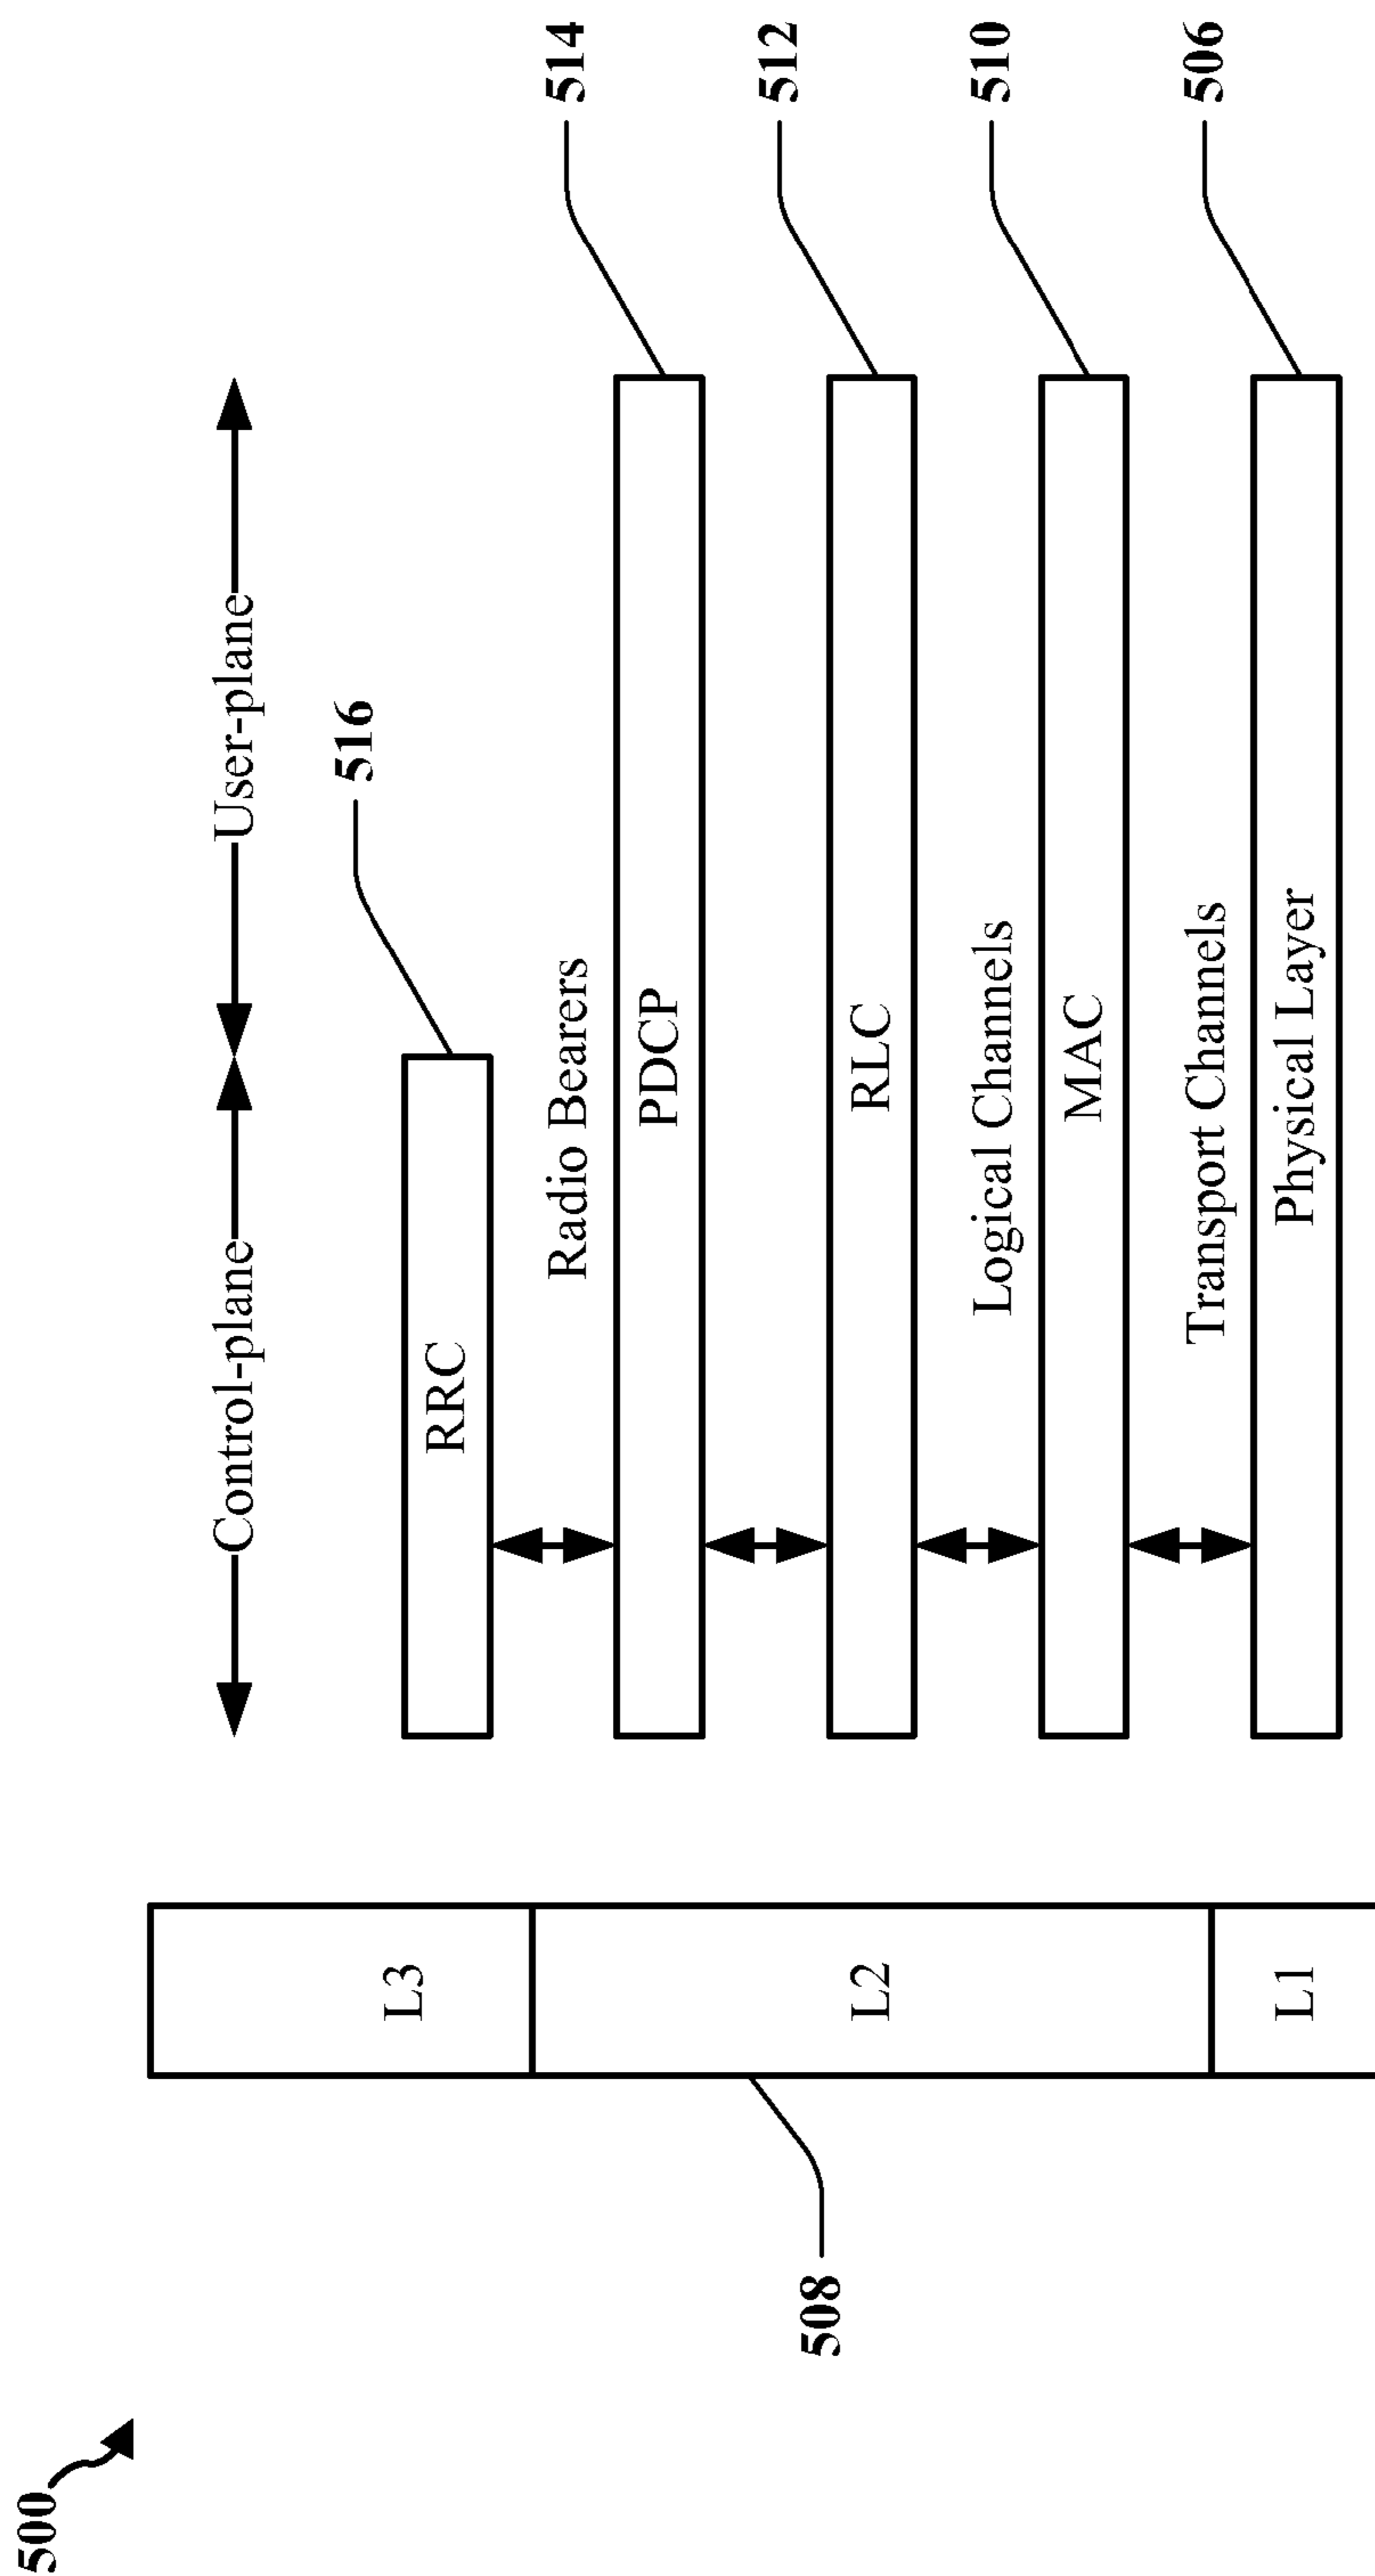 500
Control-plane
User-plane
516
RRC
L3
Radio Bearers
514
PDCP
508
L2
512
RLC
Logical Channels
510
MAC
Transport Channels
506
L1
Physical Layer